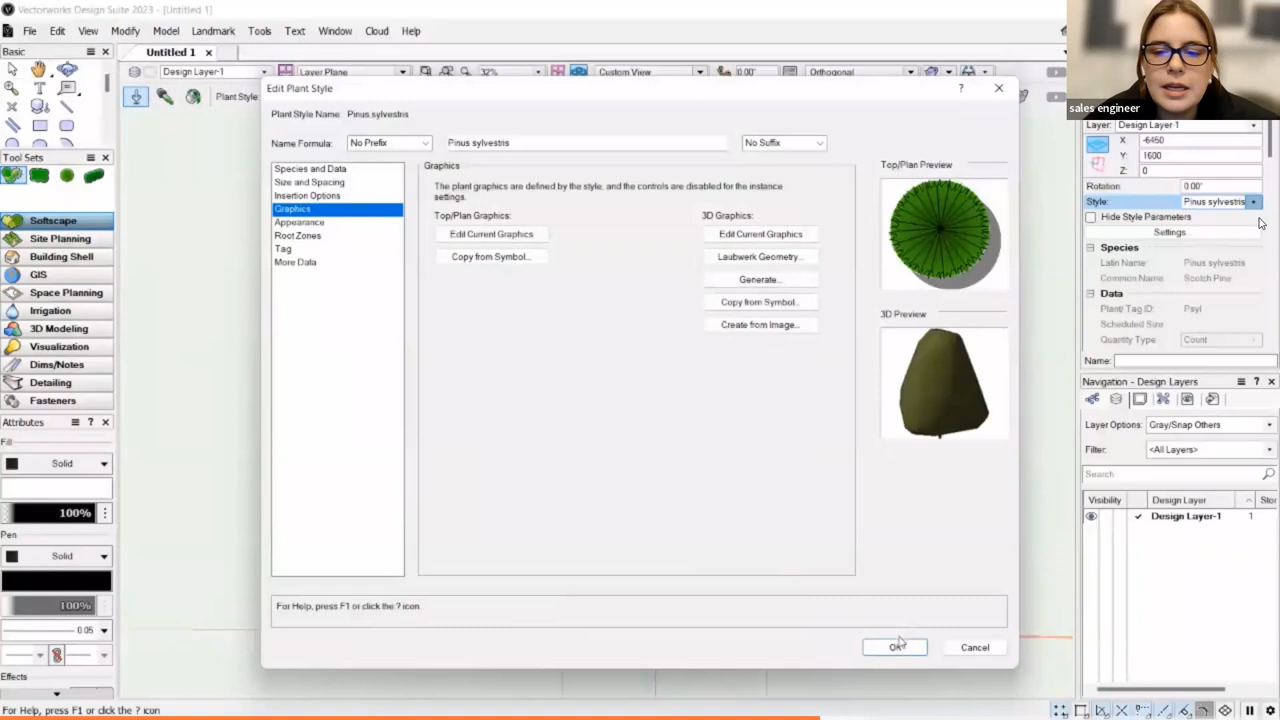 Vectorworks Design Suite 2023 - [Untitled 1]
File Edit View Modify Model Landmark Tools Text Window Cloud Help
Basic
Untitled 1
Design Layer-1 Layer Plane 32% Custom View 0.00° Orthogonal
Plant Style:
Tool Sets
Softscape
Site Planning
Building Shell
GIS
Space Planning
Irrigation
3D Modeling
Visualization
Dims/Notes
Detailing
Fasteners
Attributes
Fill
Solid
100%
Pen
Solid
100%
0.05
Effects
For Help, press F1 or click the ? icon
Edit Plant Style
Plant Style Name Pinus sylvestris
Name Formula: No Prefix Pinus sylvestris No Suffix
Species and Data
Size and Spacing
Insertion Options
Graphics
Appearance
Root Zones
Tag
More Data
Graphics
The plant graphics are defined by the style, and the controls are disabled for the instance
settings.
Top/Plan Graphics:
Edit Current Graphics
Copy from Symbol...
3D Graphics:
Edit Current Graphics
Laubwerk Geometry...
Generate...
Copy from Symbol...
Create from Image...
Top/Plan Preview
3D Preview
For Help, press F1 or click the ? icon.
OK Cancel
sales engineer
Layer: Design Layer-1
X -6450
Y: 1600
Z: 0
Rotation 0.00°
Style: Pinus sylvestris
Hide Style Parameters
Settings
Species
Latin Name: Pinus sylvestris
Common Name: Scotch Pine
Data
Plant/ Tag ID: Psyl
Scheduled Size
Quantity Type: Count
Name:
Navigation - Design Layers
Layer Options: Gray/Snap Others
Filter: <All Layers>
Search
Visibility Design Layer Stor
Design Layer-1 1